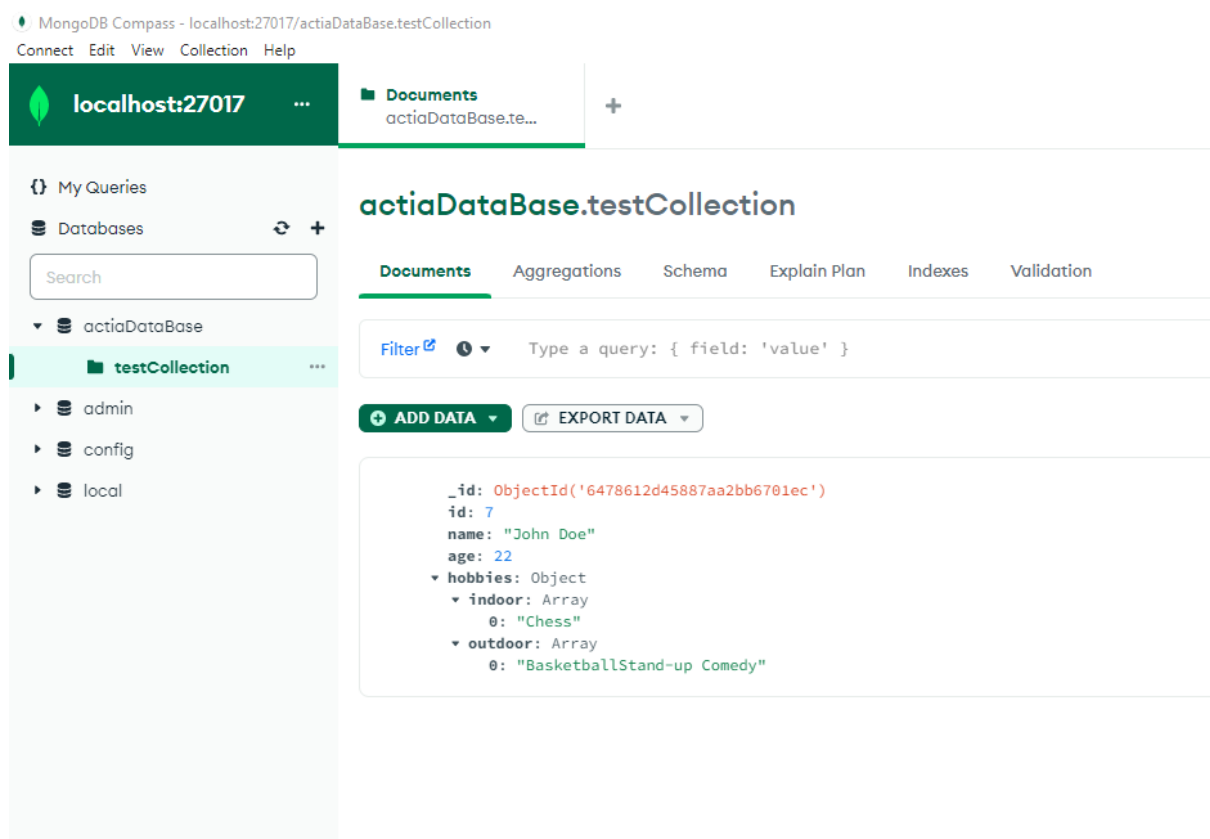 MongoDB Compass - localhost:27017/actiaDataBase.testCollection
Connect Edit View Collection Help
localhost:27017 ...
Documents
actiaDataBase.te...
+
{} My Queries
Databases
Search
actiaDataBase
testCollection ...
admin
config
local
actiaDataBase.testCollection
Documents Aggregations Schema Explain Plan Indexes Validation
Filter Type a query: { field: 'value' }
ADD DATA EXPORT DATA
_id: ObjectId('6478612d45887aa2bb6701ec')
id: 7
name: "John Doe"
age: 22
hobbies: Object
indoor: Array
0: "Chess"
outdoor: Array
0: "BasketballStand-up Comedy"